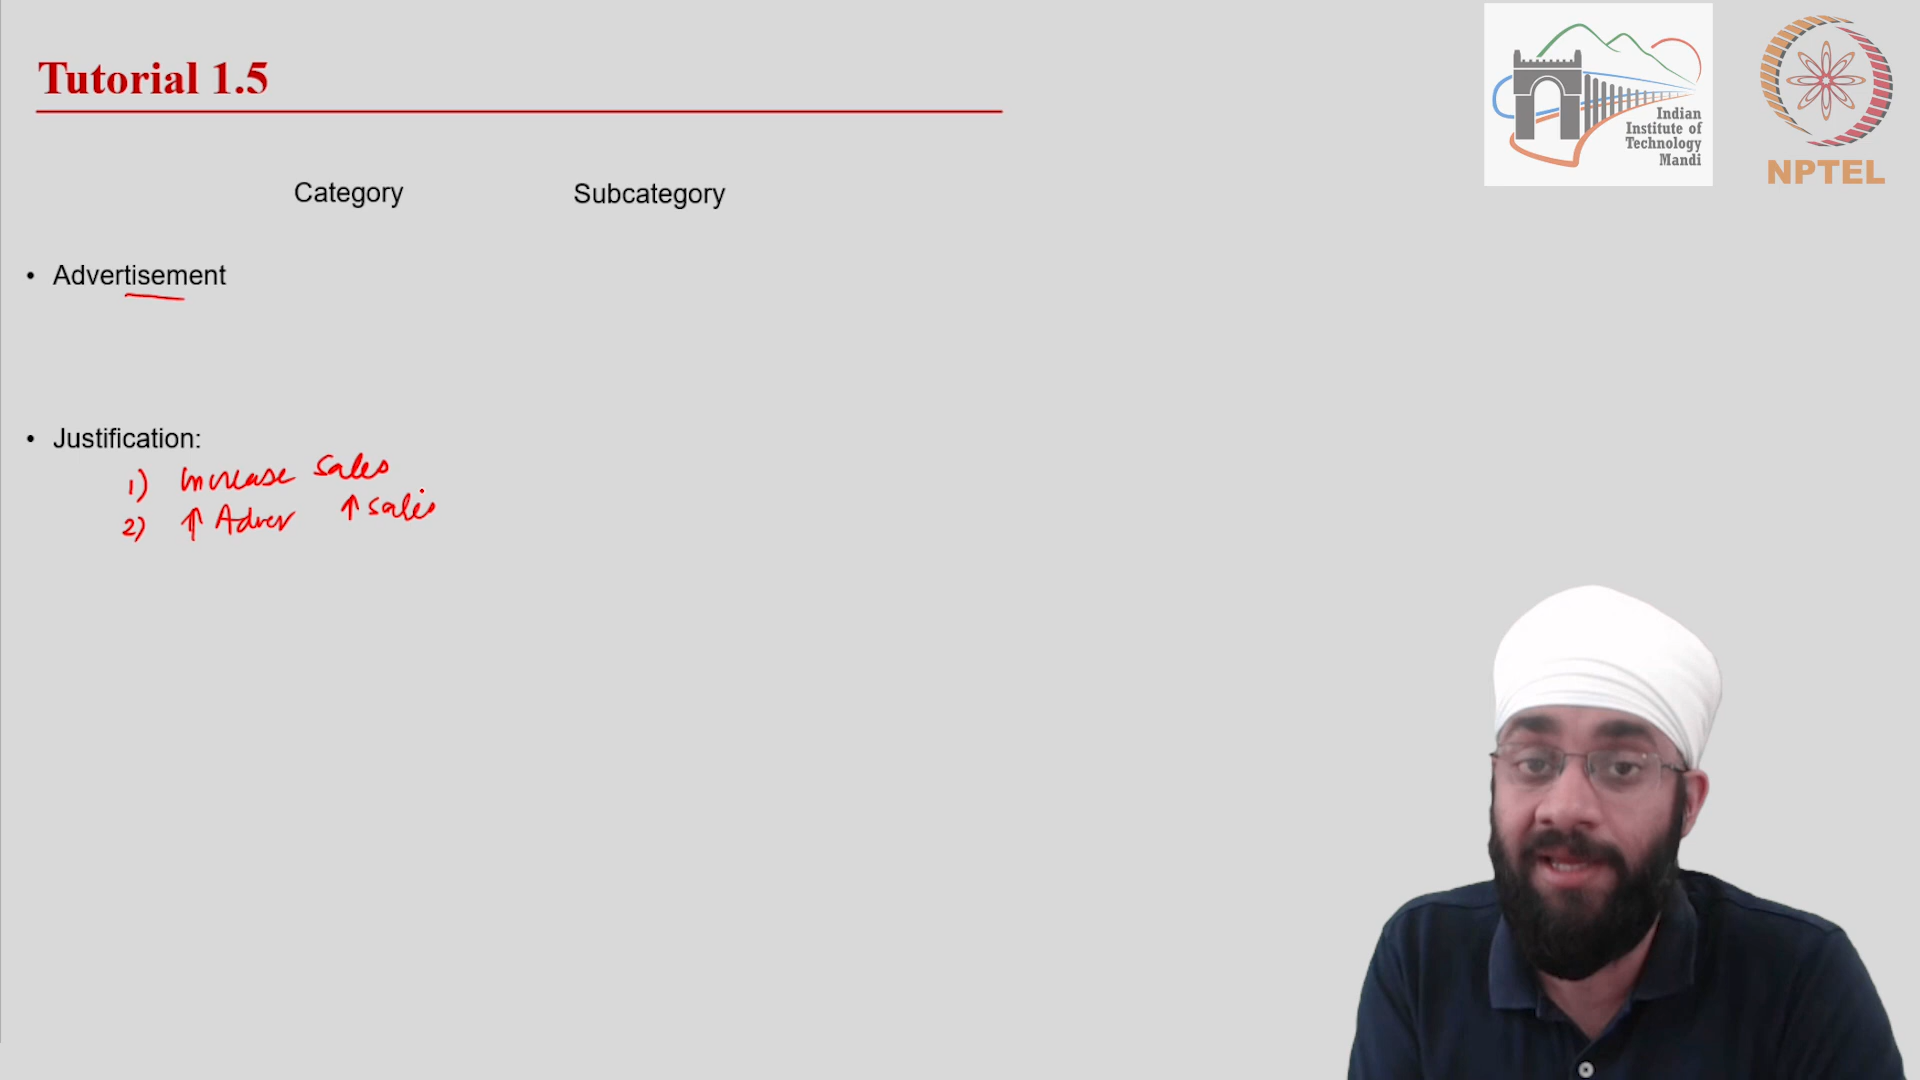 Tutorial 1.5
Indian
Institute of
Technology
Mandi
NPTEL
Category Subcategory
• Advertisement
• Justification:
1) Increase Sales
2) ↑ Adver ↑ sales